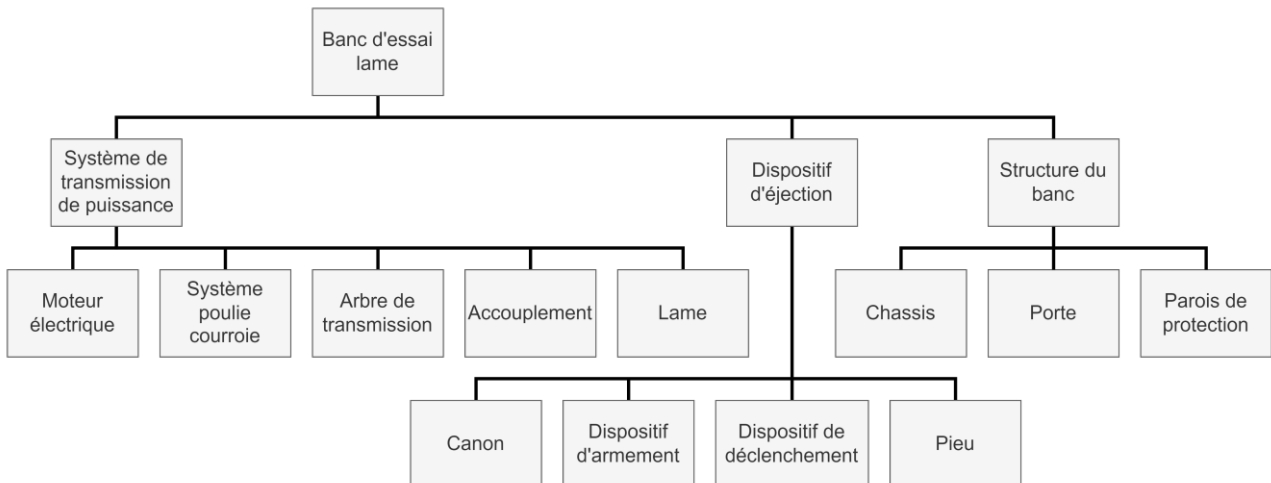 Banc d'essai
lame
Système de
transmission
de puissance
Dispositif
d'éjection
Structure du
banc
Moteur
électrique
Système
poulie
courroie
Arbre de
transmission
Accouplement
Lame
Chassis
Porte
Parois de
protection
Canon
Dispositif
d'armement
Dispositif de
déclenchement
Pieu